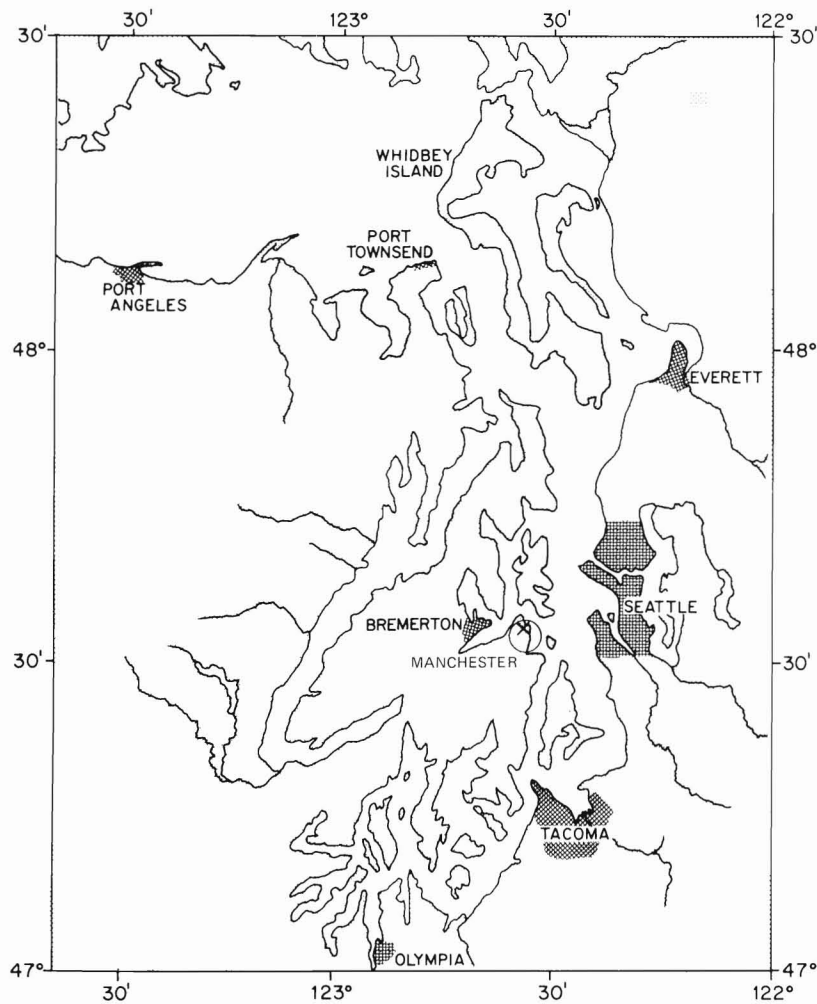 30' 123° 30' 122°
30' 30'
WHIDBEY
ISLAND
PORT
TOWNSEND
PORT
ANGELES
48° 48°
EVERETT
SEATTLE
BREMERTON
MANCHESTER
30' 30'
TACOMA
OLYMPIA
47° 47°
30' 123° 30' 122°